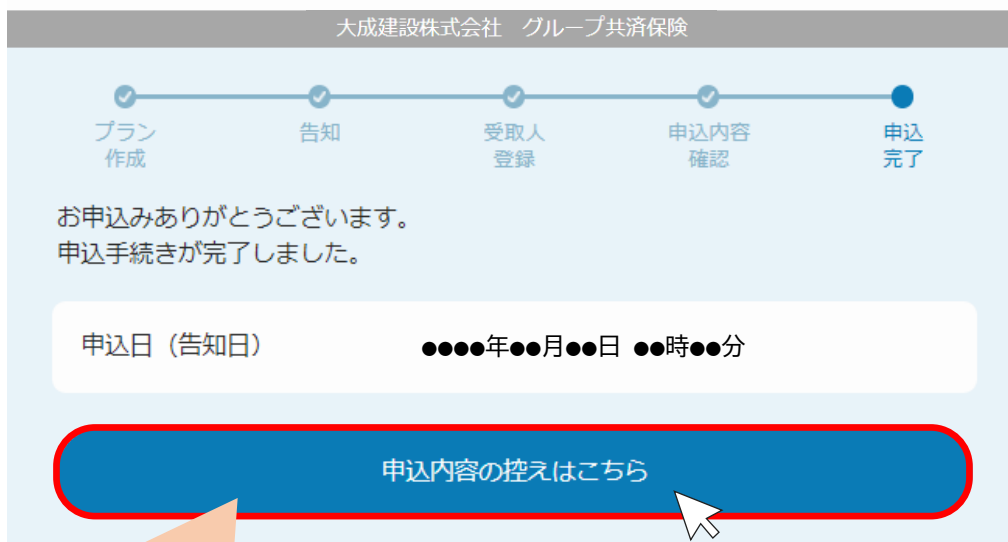 大成建設株式会社　グループ共済保険
プラン
作成
告知
受取人
登録
申込内容
確認
申込
完了
お申込みありがとうございます。
申込手続きが完了しました。
申込日（告知日）　●●●●年●●月●●日 ●●時●●分
申込内容の控えはこちら